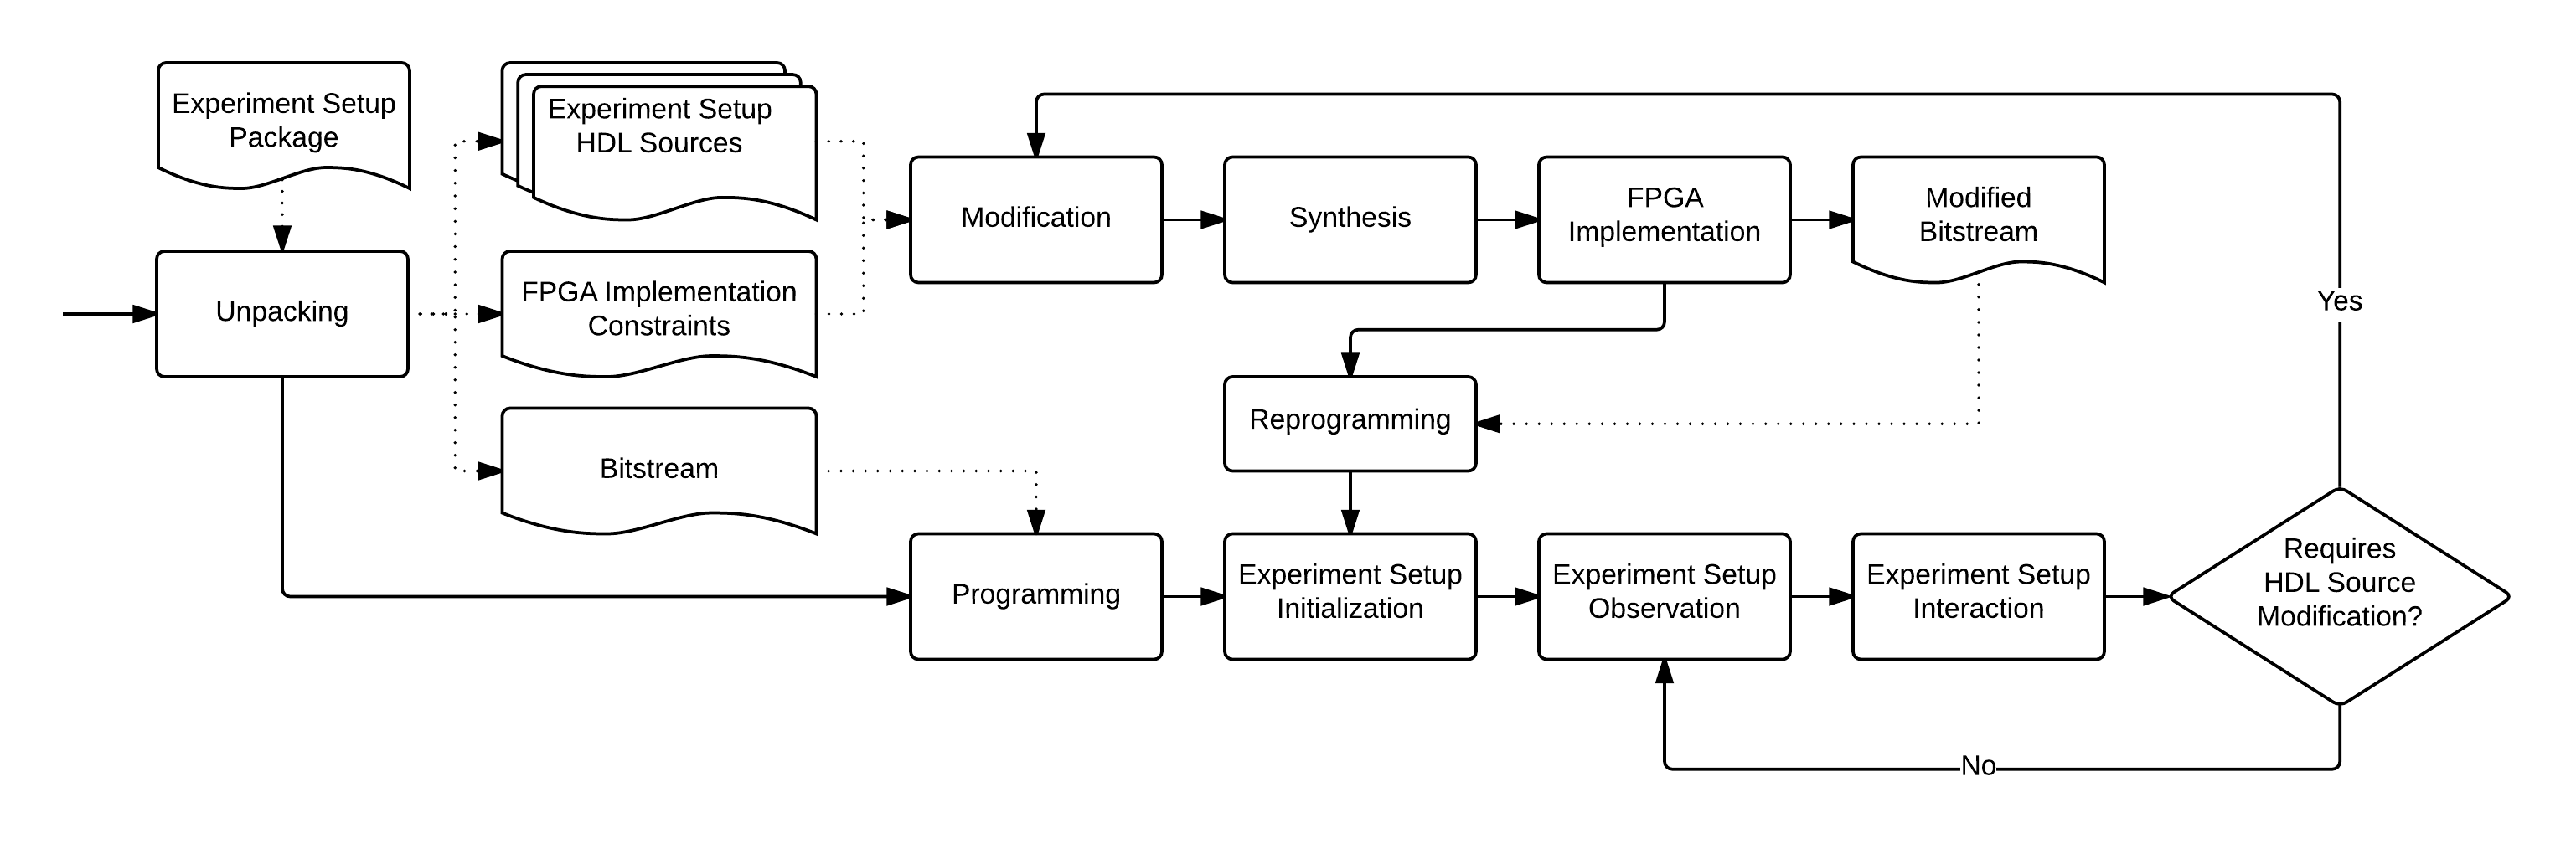 Experiment Setup
Package
Experiment Setup
HDL Sources
Modification
Synthesis
FPGA
Implementation
Modified
Bitstream
Unpacking
FPGA Implementation
Constraints
Yes
Reprogramming
Bitstream
Programming
Experiment Setup
Initialization
Experiment Setup
Observation
Experiment Setup
Interaction
Requires
HDL Source
Modification?
No